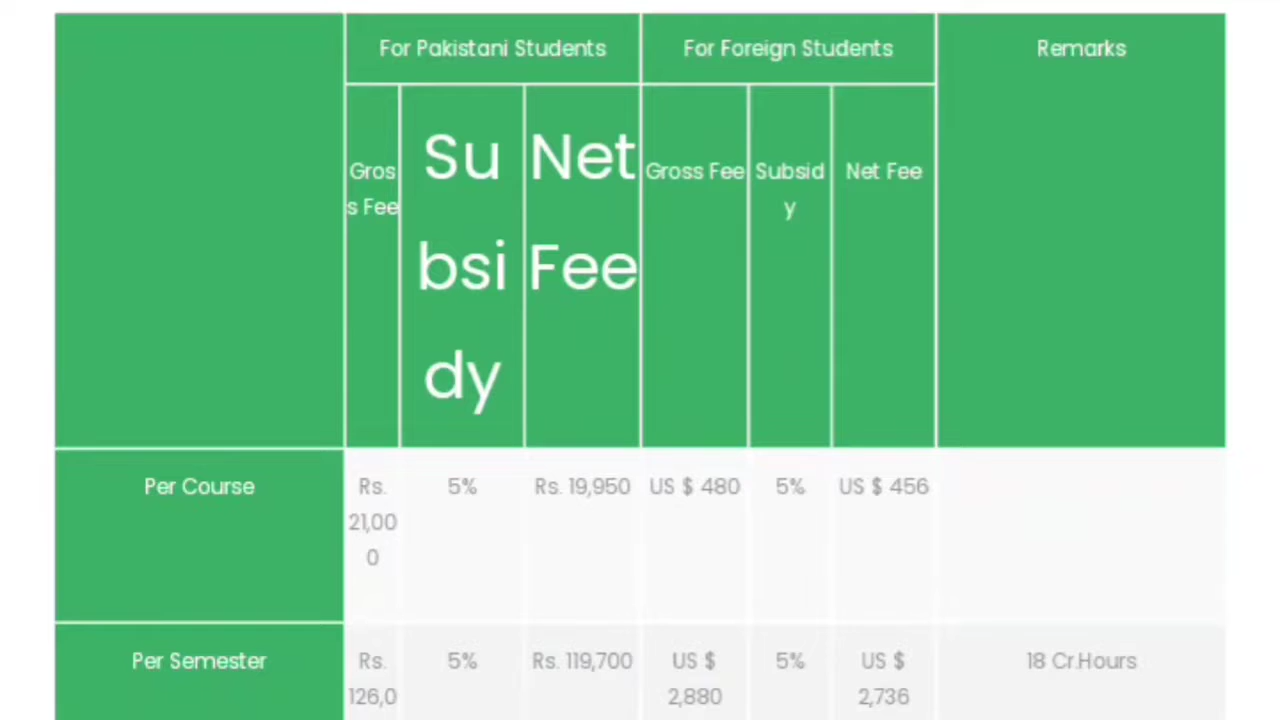 For Pakistani Students For Foreign Students Remarks
Gros
s Fee
Su
bsi
dy
Net
Fee
Gross Fee
Subsid
y
Net Fee
Per Course
Rs.
21,00
0
5%
Rs. 19,950
US $ 480
5%
US $ 456
Per Semester
Rs.
126,0
5%
Rs. 119,700
US $
2,880
5%
US $
2,736
18 Cr.Hours